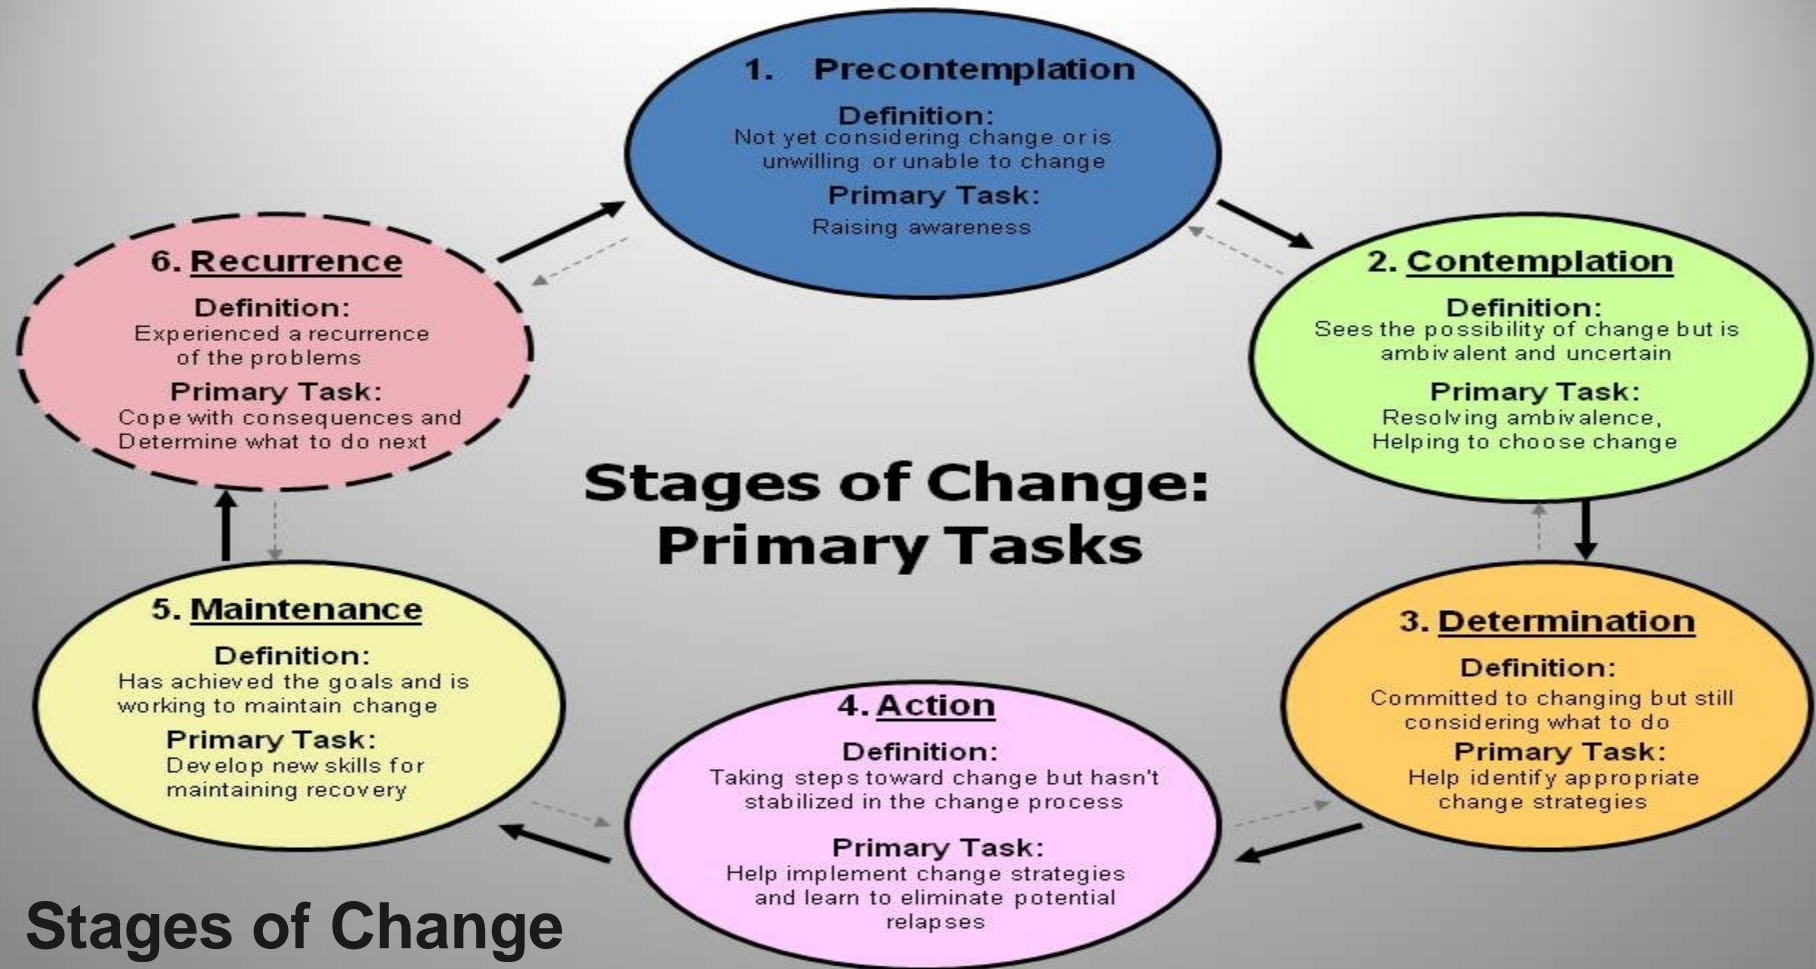 1. Precontemplation
Definition:
Not yet considering change or is
unwilling or unable to change
Primary Task:
Raising awareness
2. Contemplation
Definition:
Sees the possibility of change but is
ambivalent and uncertain
Primary Task:
Resolving ambivalence,
Helping to choose change
3. Determination
Definition:
Committed to changing but still
considering what to do
Primary Task:
Help identify appropriate
change strategies
4. Action
Definition:
Taking steps toward change but hasn't
stabilized in the change process
Primary Task:
Help implement change strategies
and learn to eliminate potential
relapses
5. Maintenance
Definition:
Has achieved the goals and is
working to maintain change
Primary Task:
Develop new skills for
maintaining recovery
6. Recurrence
Definition:
Experienced a recurrence
of the problems
Primary Task:
Cope with consequences and
Determine what to do next
Stages of Change:
Primary Tasks
Stages of Change